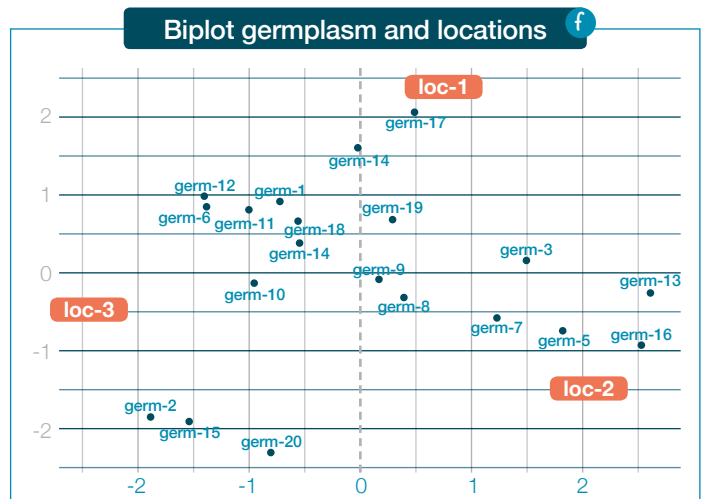 Biplot germplasm and locations
f
loc-1
2
germ-17
germ-14
germ-12
germ-1
1
germ-6
germ-11
germ-18
germ-19
germ-14
germ-3
0
germ-9
germ-13
germ-10
germ-8
loc-3
germ-7
germ-5
germ-16
-1
loc-2
germ-2
-2
germ-15
germ-20
-2
-1
0
1
2